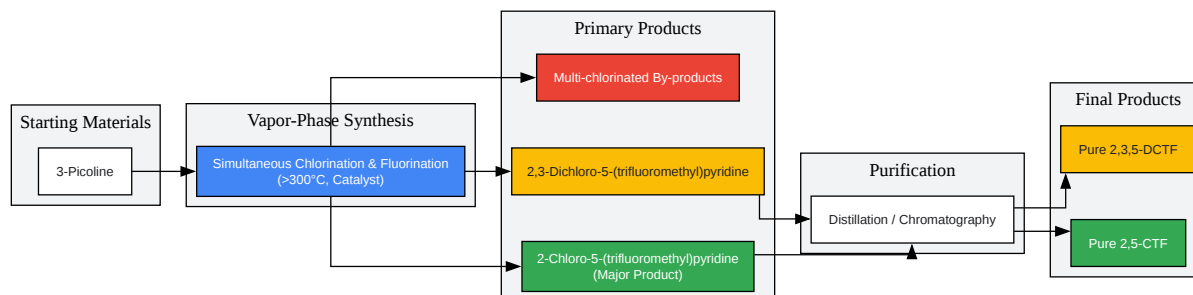 Starting Materials
3-Picoline
Vapor-Phase Synthesis
Simultaneous Chlorination & Fluorination
(>300°C, Catalyst)
Primary Products
Multi-chlorinated By-products
2,3-Dichloro-5-(trifluoromethyl)pyridine
2-Chloro-5-(trifluoromethyl)pyridine
(Major Product)
Purification
Distillation / Chromatography
Final Products
Pure 2,3,5-DCTF
Pure 2,5-CTF